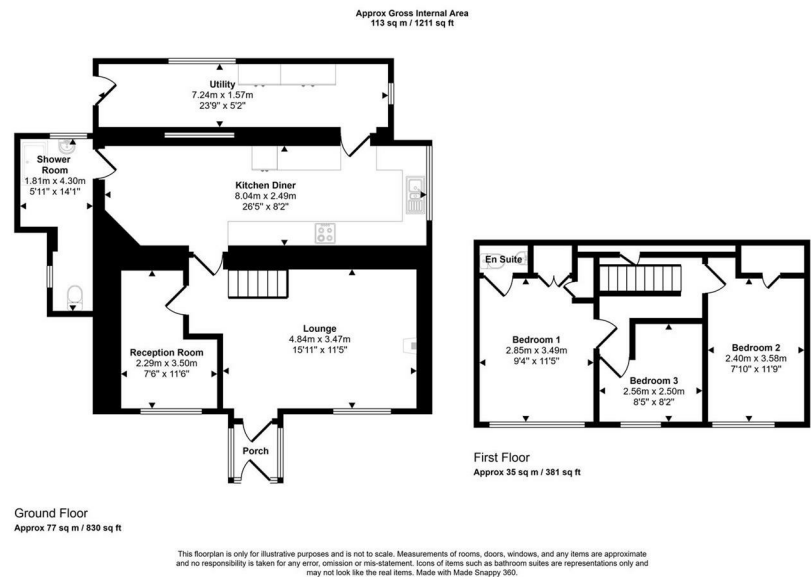 Approx Gross Internal Area
113 sq m / 1211 sq ft
Utility
7.24m x 1.57m
23'9" x 5'2"
Shower
Room
1.81m x 4.30m
5'11" x 14'1"
Kitchen Diner
8.04m x 2.49m
26'5" x 8'2"
Lounge
4.84m x 3.47m
15'11" x 11'5"
Reception Room
2.29m x 3.50m
7'6" x 11'6"
Porch
Ground Floor
Approx 77 sq m / 830 sq ft
En Suite
Bedroom 1
2.85m x 3.49m
9'4" x 11'5"
Bedroom 2
2.40m x 3.58m
7'10" x 11'9"
Bedroom 3
2.56m x 2.50m
8'5" x 8'2"
First Floor
Approx 35 sq m / 381 sq ft
This floorplan is only for illustrative purposes and is not to scale. Measurements of rooms, doors, windows, and any items are approximate
and no responsibility is taken for any error, omission or mis-statement. Icons of items such as bathroom suites are representations only and
may not look like the real items. Made with Made Snappy 360.